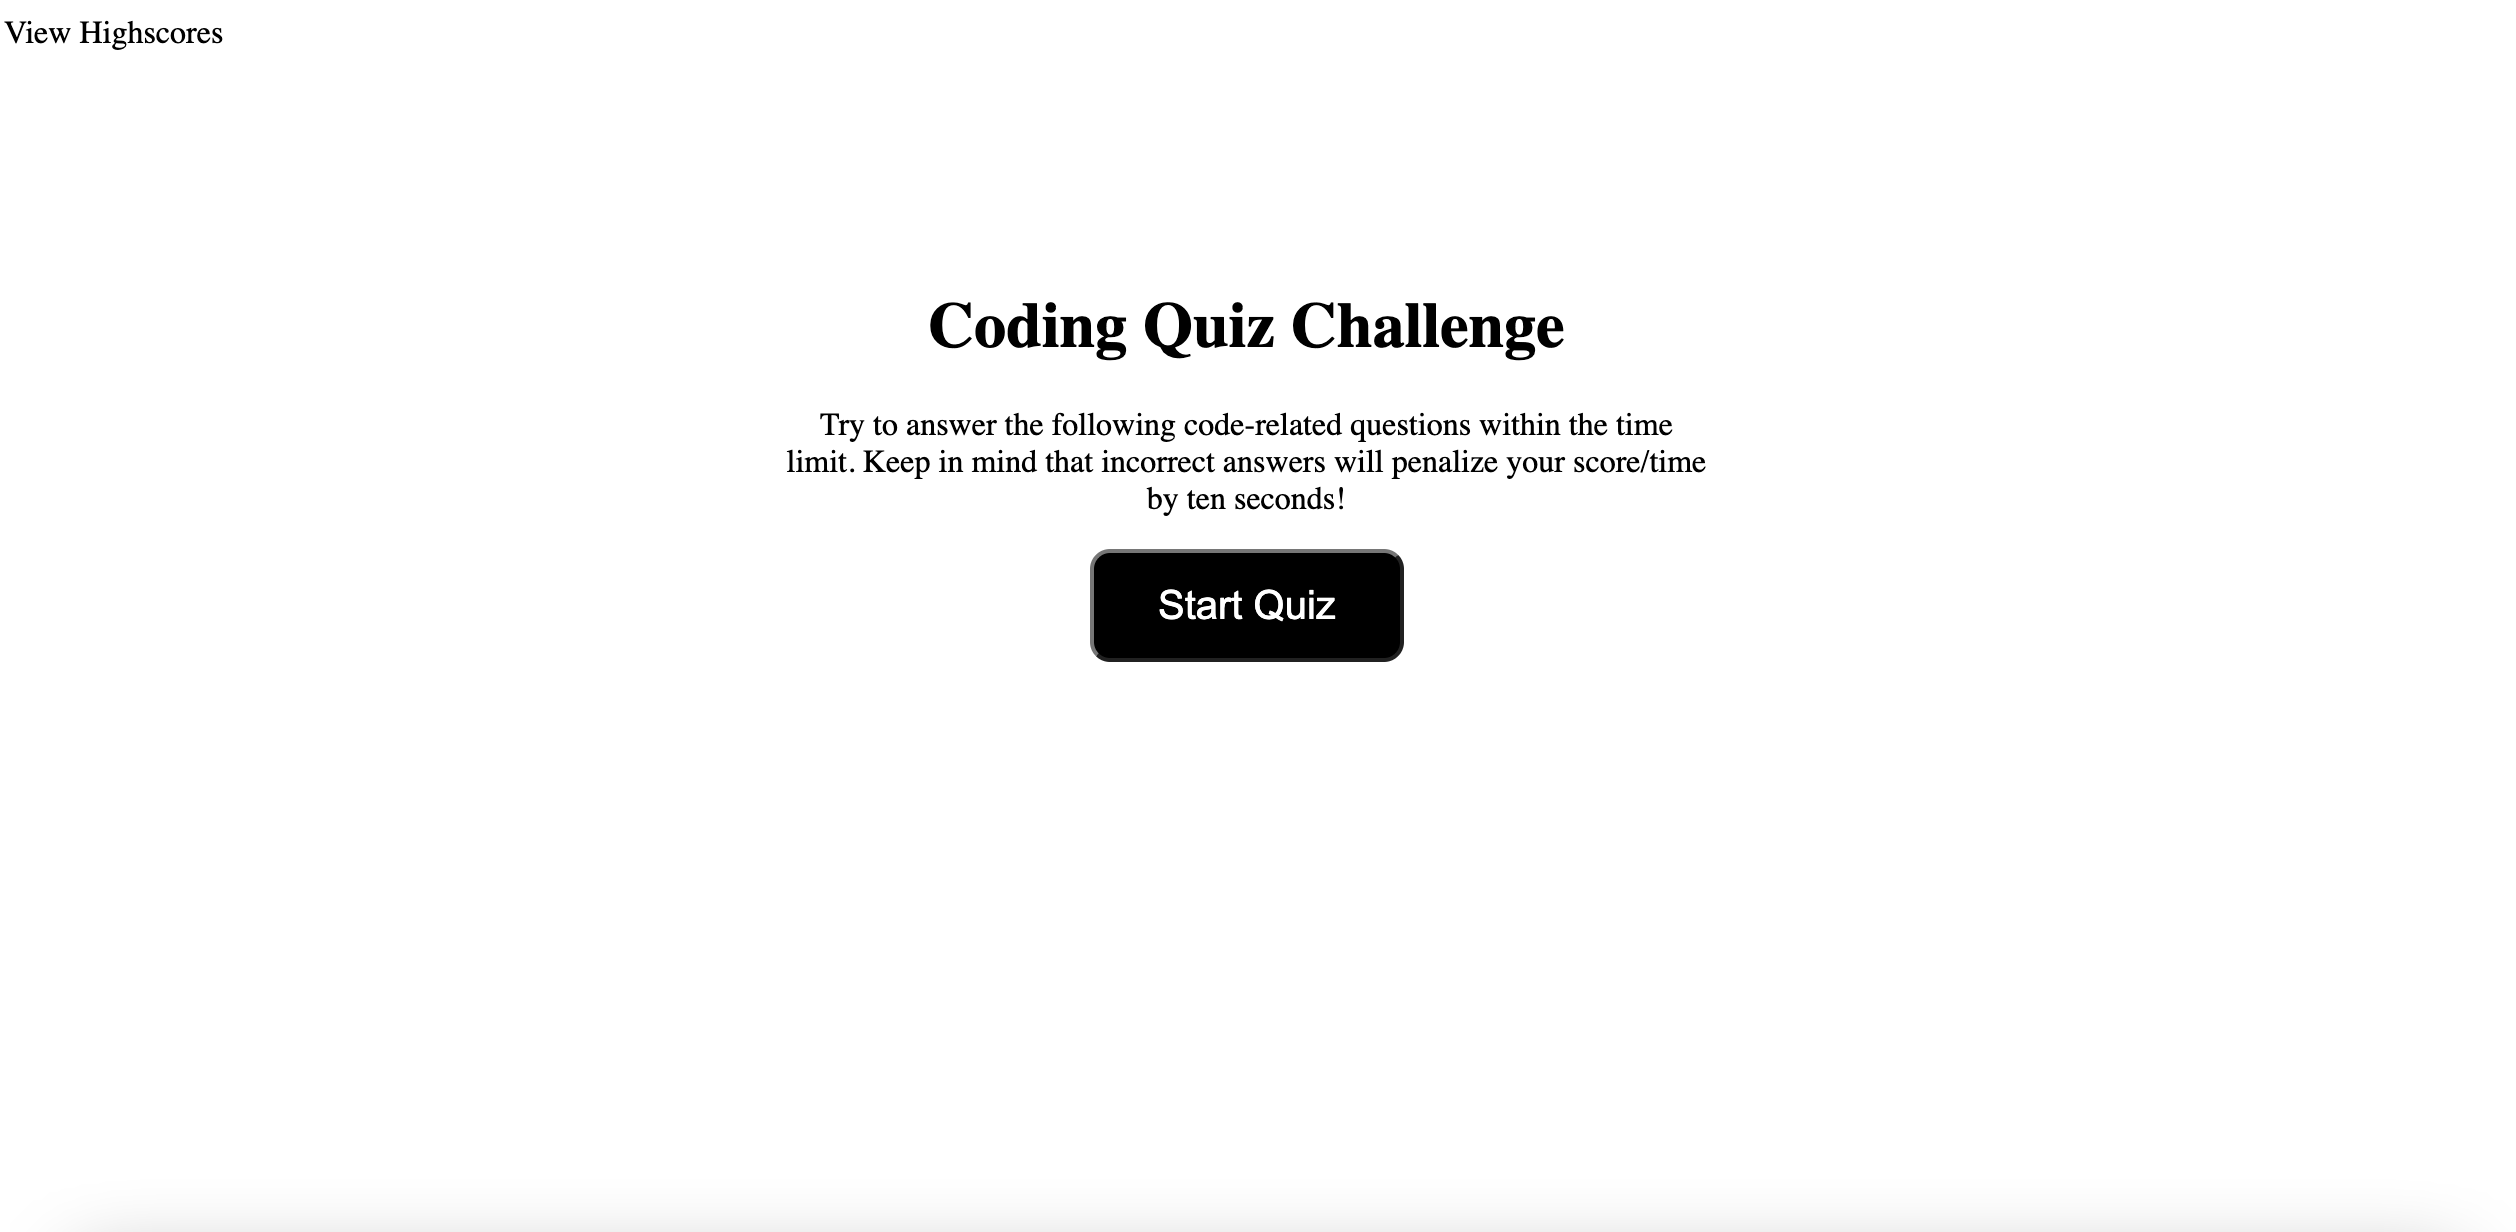 View Highscores
Coding Quiz Challenge
Try to answer the following code-related questions within the time
limit. Keep in mind that incorrect answers will penalize your score/time
by ten seconds!
Start Quiz